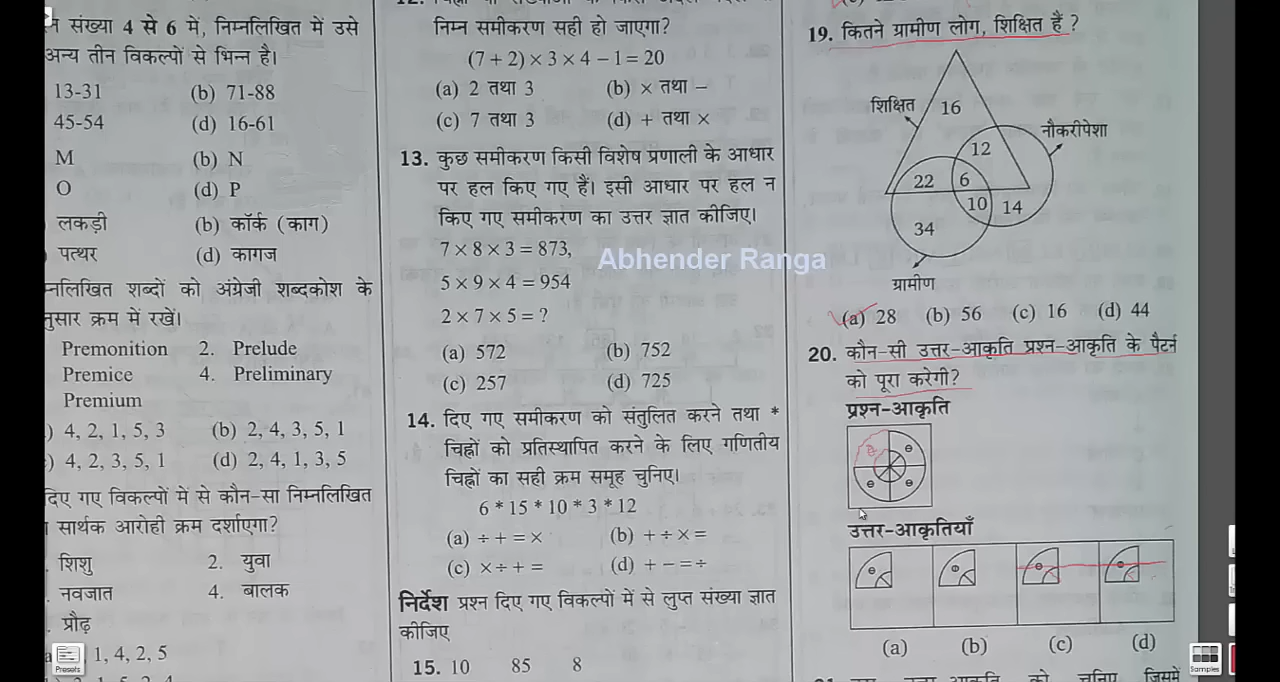 न संख्या 4 से 6 में, निम्नलिखित में उसे
अन्य तीन विकल्पों से भिन्न है।
13-31 (b) 71-88
45-54 (d) 16-61
M (b) N
O (d) P
लकड़ी (b) कॉर्क (काग)
पत्थर (d) कागज
म्नलिखित शब्दों को अंग्रेजी शब्दकोश के
नुसार क्रम में रखें।
Premonition 2. Prelude
Premice 4. Preliminary
Premium
) 4, 2, 1, 5, 3 (b) 2, 4, 3, 5, 1
) 4, 2, 3, 5, 1 (d) 2, 4, 1, 3, 5
दिए गए विकल्पों में से कौन-सा निम्नलिखित
सार्थक आरोही क्रम दर्शाएगा?
शिशु 2. युवा
नवजात 4. बालक
प्रौढ़
1, 4, 2, 5
Presets
निम्न समीकरण सही हो जाएगा?
(7 + 2) × 3 × 4 − 1 = 20
(a) 2 तथा 3 (b) × तथा −
(c) 7 तथा 3 (d) + तथा ×
13. कुछ समीकरण किसी विशेष प्रणाली के आधार
पर हल किए गए हैं। इसी आधार पर हल न
किए गए समीकरण का उत्तर ज्ञात कीजिए।
7 × 8 × 3 = 873,
5 × 9 × 4 = 954
2 × 7 × 5 = ?
(a) 572 (b) 752
(c) 257 (d) 725
14. दिए गए समीकरण को संतुलित करने तथा *
चिह्नों को प्रतिस्थापित करने के लिए गणितीय
चिह्नों का सही क्रम समूह चुनिए।
6 * 15 * 10 * 3 * 12
(a) ÷ + = × (b) + ÷ × =
(c) × ÷ + = (d) + − = ÷
निर्देश प्रश्न दिए गए विकल्पों में से लुप्त संख्या ज्ञात
कीजिए
15. 10 85 8
Abhender Ranga
19. कितने ग्रामीण लोग, शिक्षित हैं ?
शिक्षित 16
नौकरीपेशा
12
22 6
10 14
34
ग्रामीण
(a) 28 (b) 56 (c) 16 (d) 44
20. कौन-सी उत्तर-आकृति प्रश्न-आकृति के पैटर्न
को पूरा करेगी?
प्रश्न-आकृति
उत्तर-आकृतियाँ
(a) (b) (c) (d)
Samples